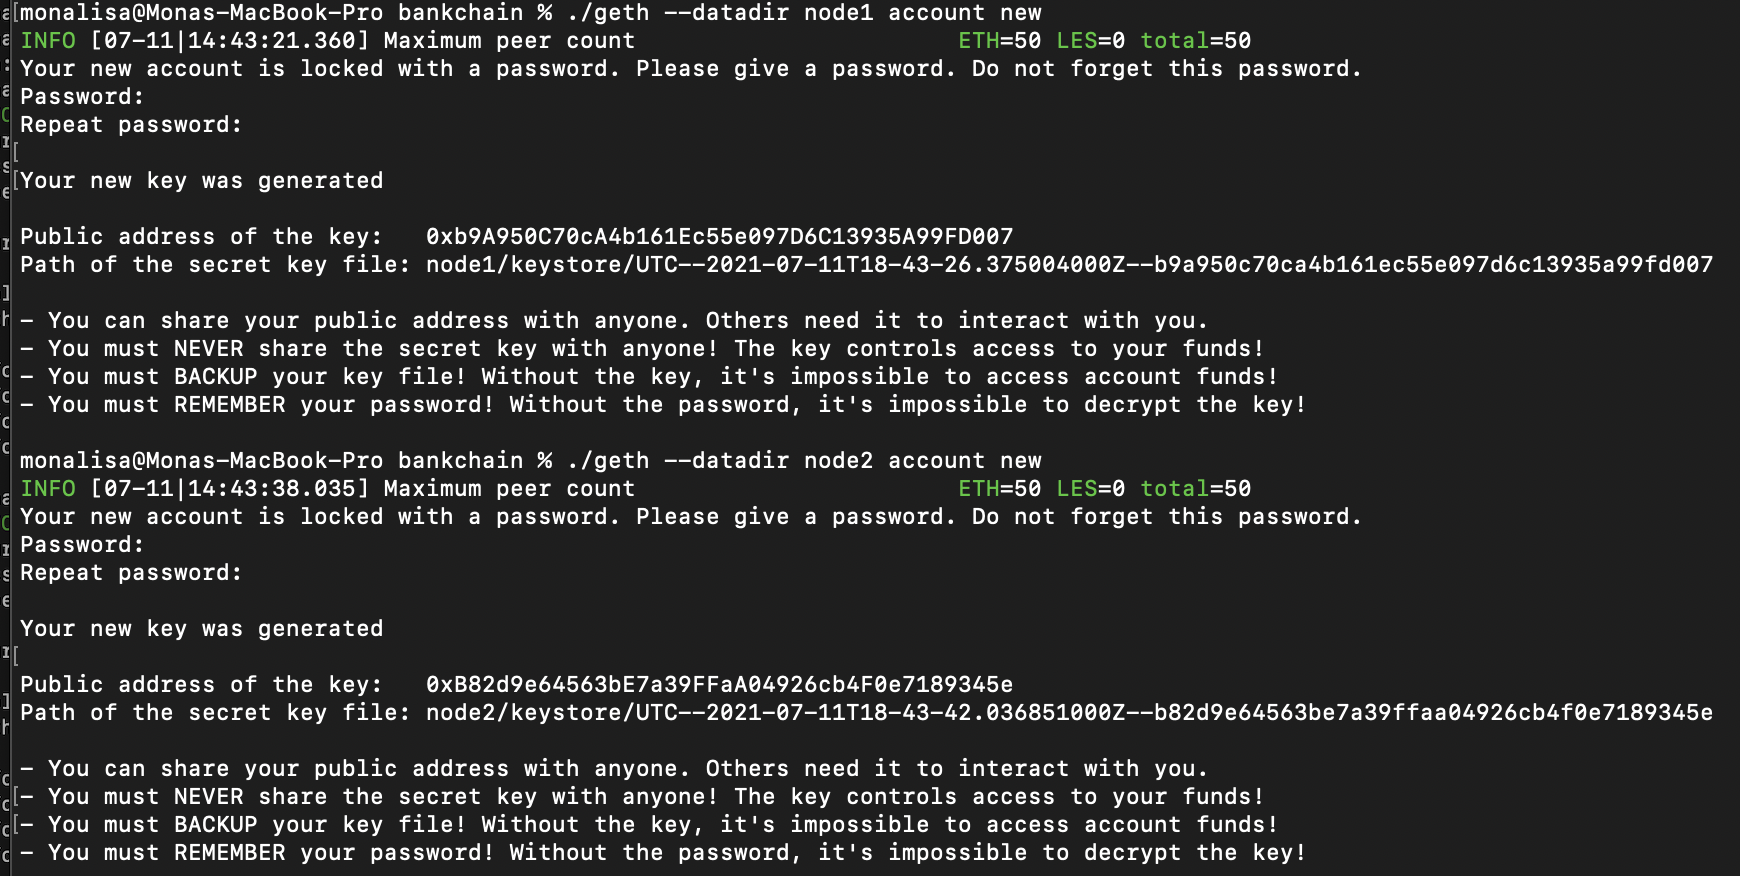 monalisa@Monas-MacBook-Pro bankchain % ./geth --datadir node1 account new
INFO [07-11|14:43:21.360] Maximum peer count                       ETH=50 LES=0 total=50
Your new account is locked with a password. Please give a password. Do not forget this password.
Password:
Repeat password:
Your new key was generated
Public address of the key:   0xb9A950C70cA4b161Ec55e097D6C13935A99FD007
Path of the secret key file: node1/keystore/UTC--2021-07-11T18-43-26.375004000Z--b9a950c70ca4b161ec55e097d6c13935a99fd007
- You can share your public address with anyone. Others need it to interact with you.
- You must NEVER share the secret key with anyone! The key controls access to your funds!
- You must BACKUP your key file! Without the key, it's impossible to access account funds!
- You must REMEMBER your password! Without the password, it's impossible to decrypt the key!
monalisa@Monas-MacBook-Pro bankchain % ./geth --datadir node2 account new
INFO [07-11|14:43:38.035] Maximum peer count                       ETH=50 LES=0 total=50
Your new account is locked with a password. Please give a password. Do not forget this password.
Password:
Repeat password:
Your new key was generated
Public address of the key:   0xB82d9e64563bE7a39FFaA04926cb4F0e7189345e
Path of the secret key file: node2/keystore/UTC--2021-07-11T18-43-42.036851000Z--b82d9e64563be7a39ffaa04926cb4f0e7189345e
- You can share your public address with anyone. Others need it to interact with you.
- You must NEVER share the secret key with anyone! The key controls access to your funds!
- You must BACKUP your key file! Without the key, it's impossible to access account funds!
- You must REMEMBER your password! Without the password, it's impossible to decrypt the key!